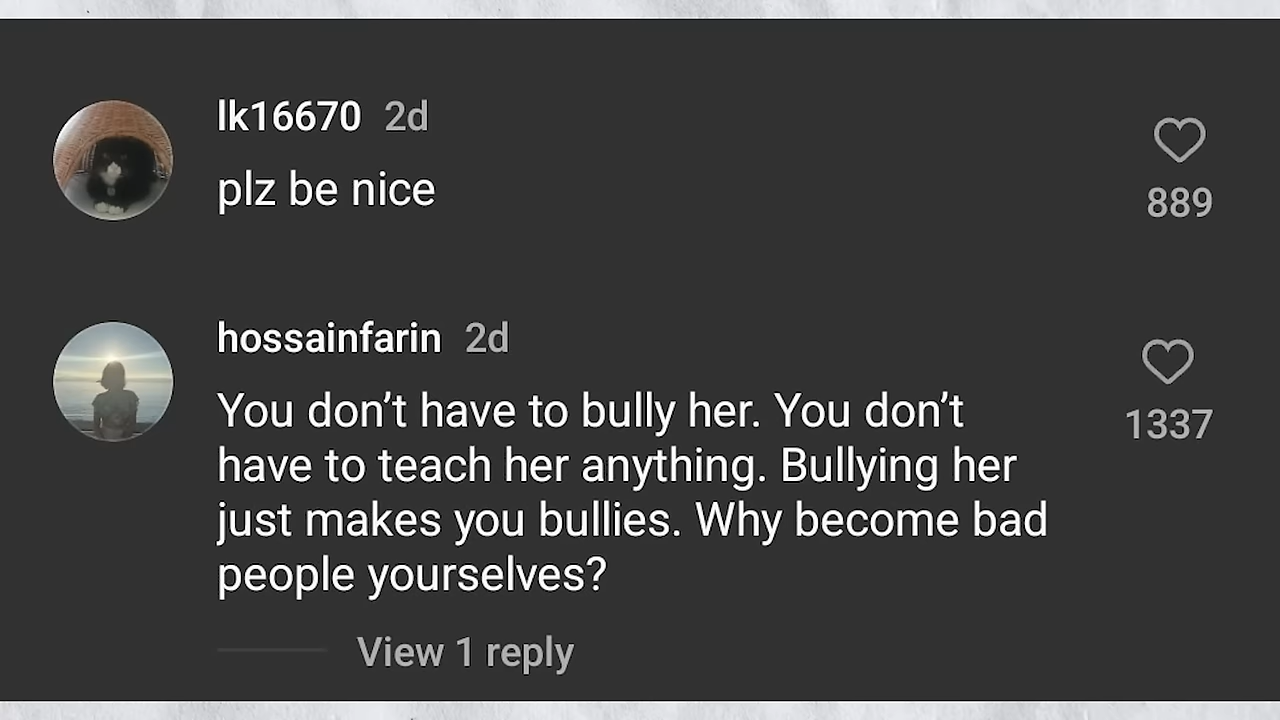 lk16670 2d
plz be nice
889
hossainfarin 2d
You don’t have to bully her. You don’t
have to teach her anything. Bullying her
just makes you bullies. Why become bad
people yourselves?
1337
View 1 reply